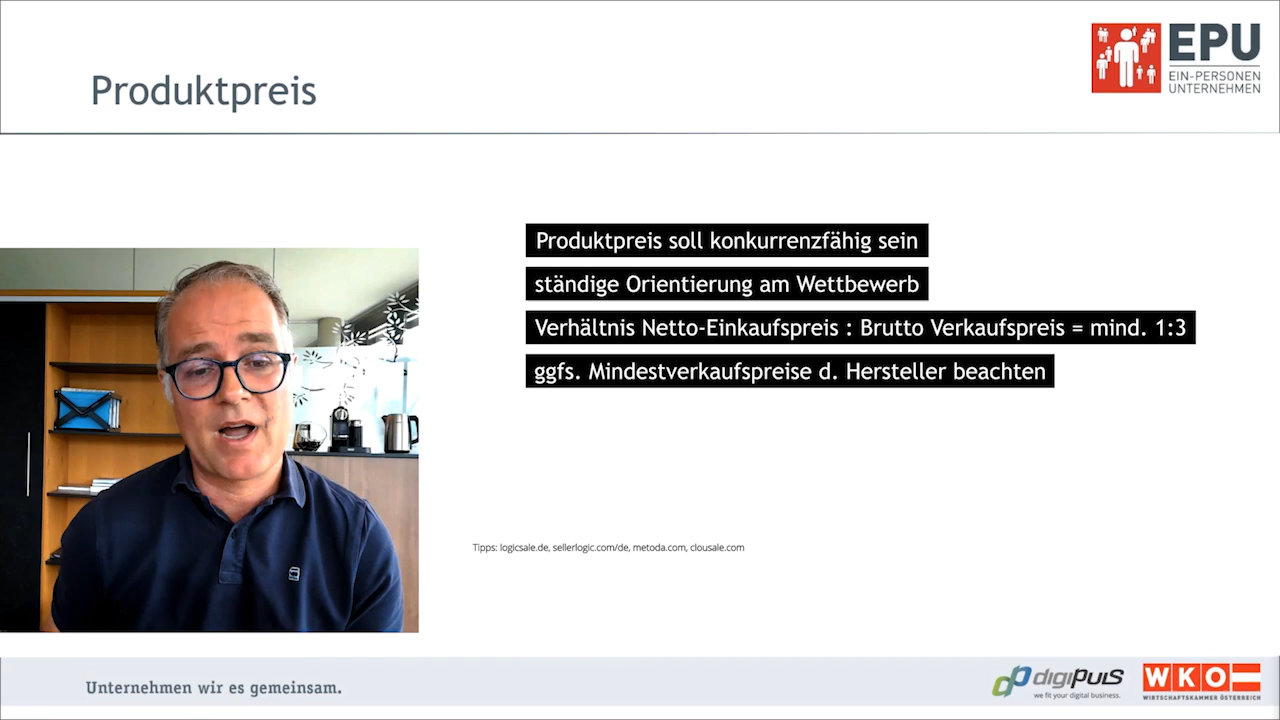 Produktpreis
EPU
EIN-PERSONEN
UNTERNEHMEN
Produktpreis soll konkurrenzfähig sein
ständige Orientierung am Wettbewerb
Verhältnis Netto-Einkaufspreis : Brutto Verkaufspreis = mind. 1:3
ggfs. Mindestverkaufspreise d. Hersteller beachten
Tipps: logicsale.de, sellerlogic.com/de, metoda.com, clousale.com
Unternehmen wir es gemeinsam.
digiPULS
we fit your digital business.
WKO
WIRTSCHAFTSKAMMER ÖSTERREICH